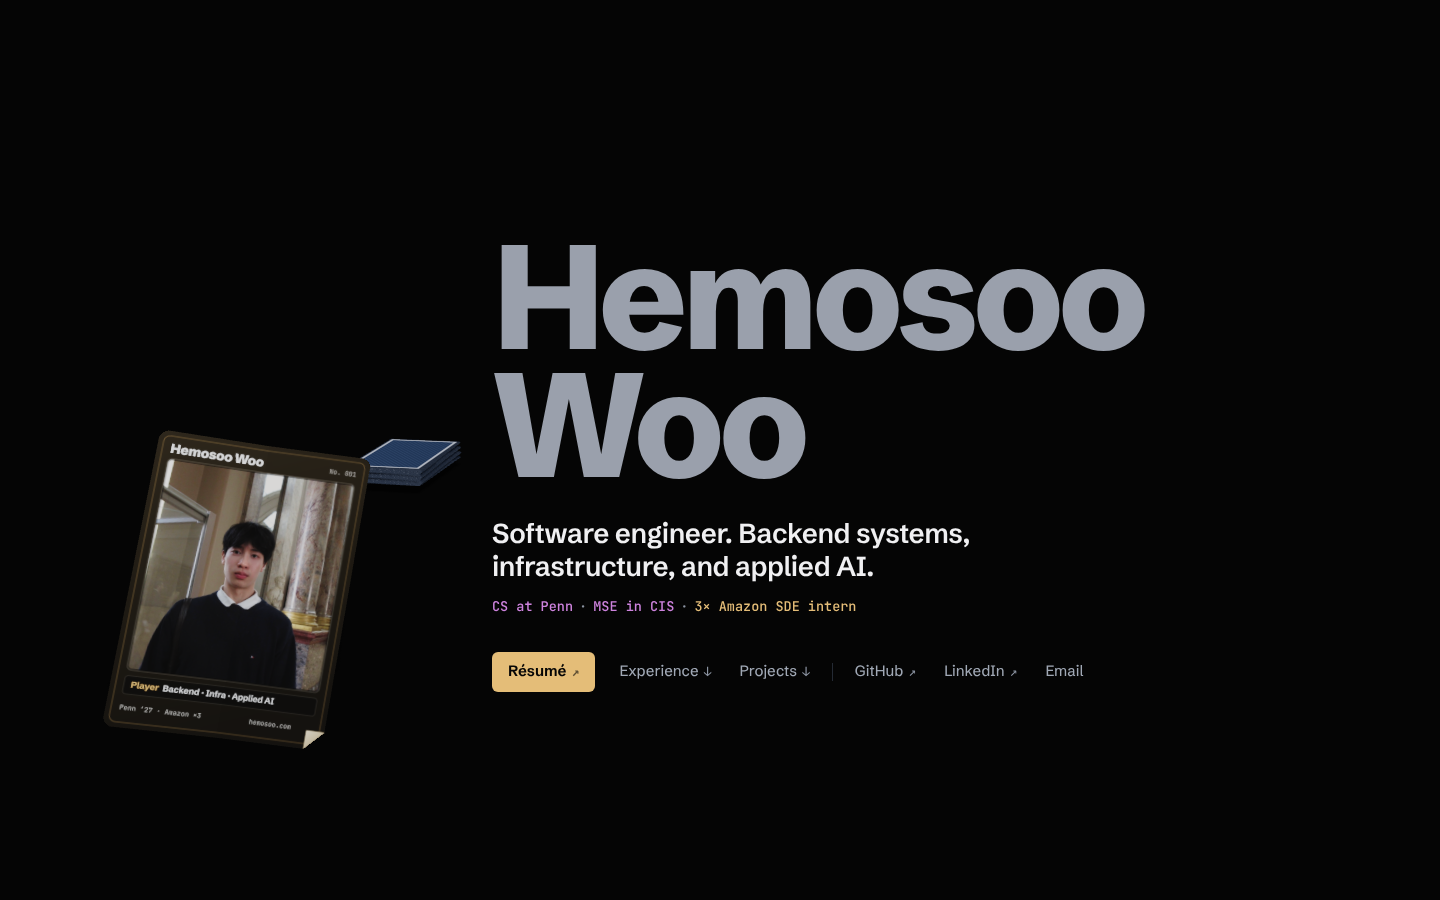 Hemosoo
Woo
Software engineer. Backend systems,
infrastructure, and applied AI.
CS at Penn · MSE in CIS · 3× Amazon SDE intern
Résumé ↗ Experience ↓ Projects ↓ GitHub ↗ LinkedIn ↗ Email
Hemosoo Woo No. 001
Player Backend · Infra · Applied AI
Penn '27 · Amazon ×3 hemosoo.com